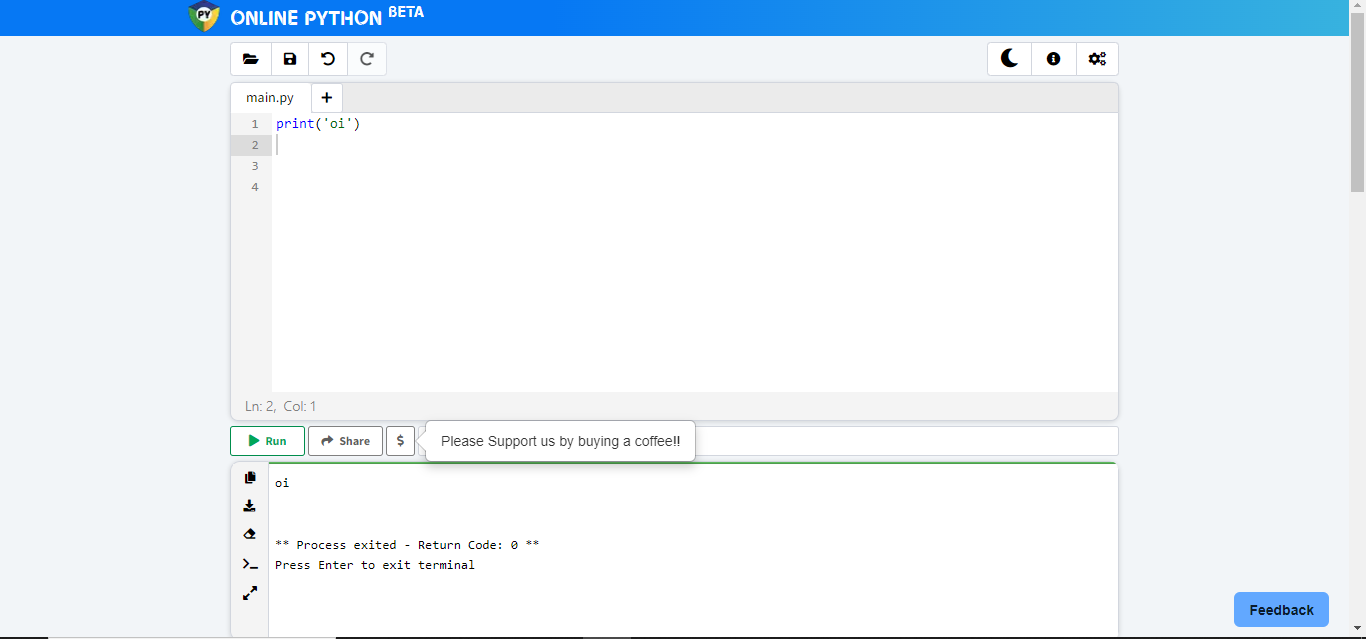 PY
ONLINE PYTHON BETA
main.py
+
1 print('oi')
2
3
4
Ln: 2, Col: 1
Run Share $ Please Support us by buying a coffee!!
oi
** Process exited - Return Code: 0 **
Press Enter to exit terminal
Feedback